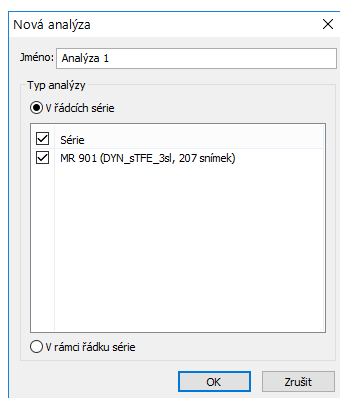 Nová analýza
Jméno: Analýza 1
Typ analýzy
V řádcích série
Série
MR 901 (DYN_sTFE_3sl, 207 snímek)
V rámci řádku série
OK Zrušit